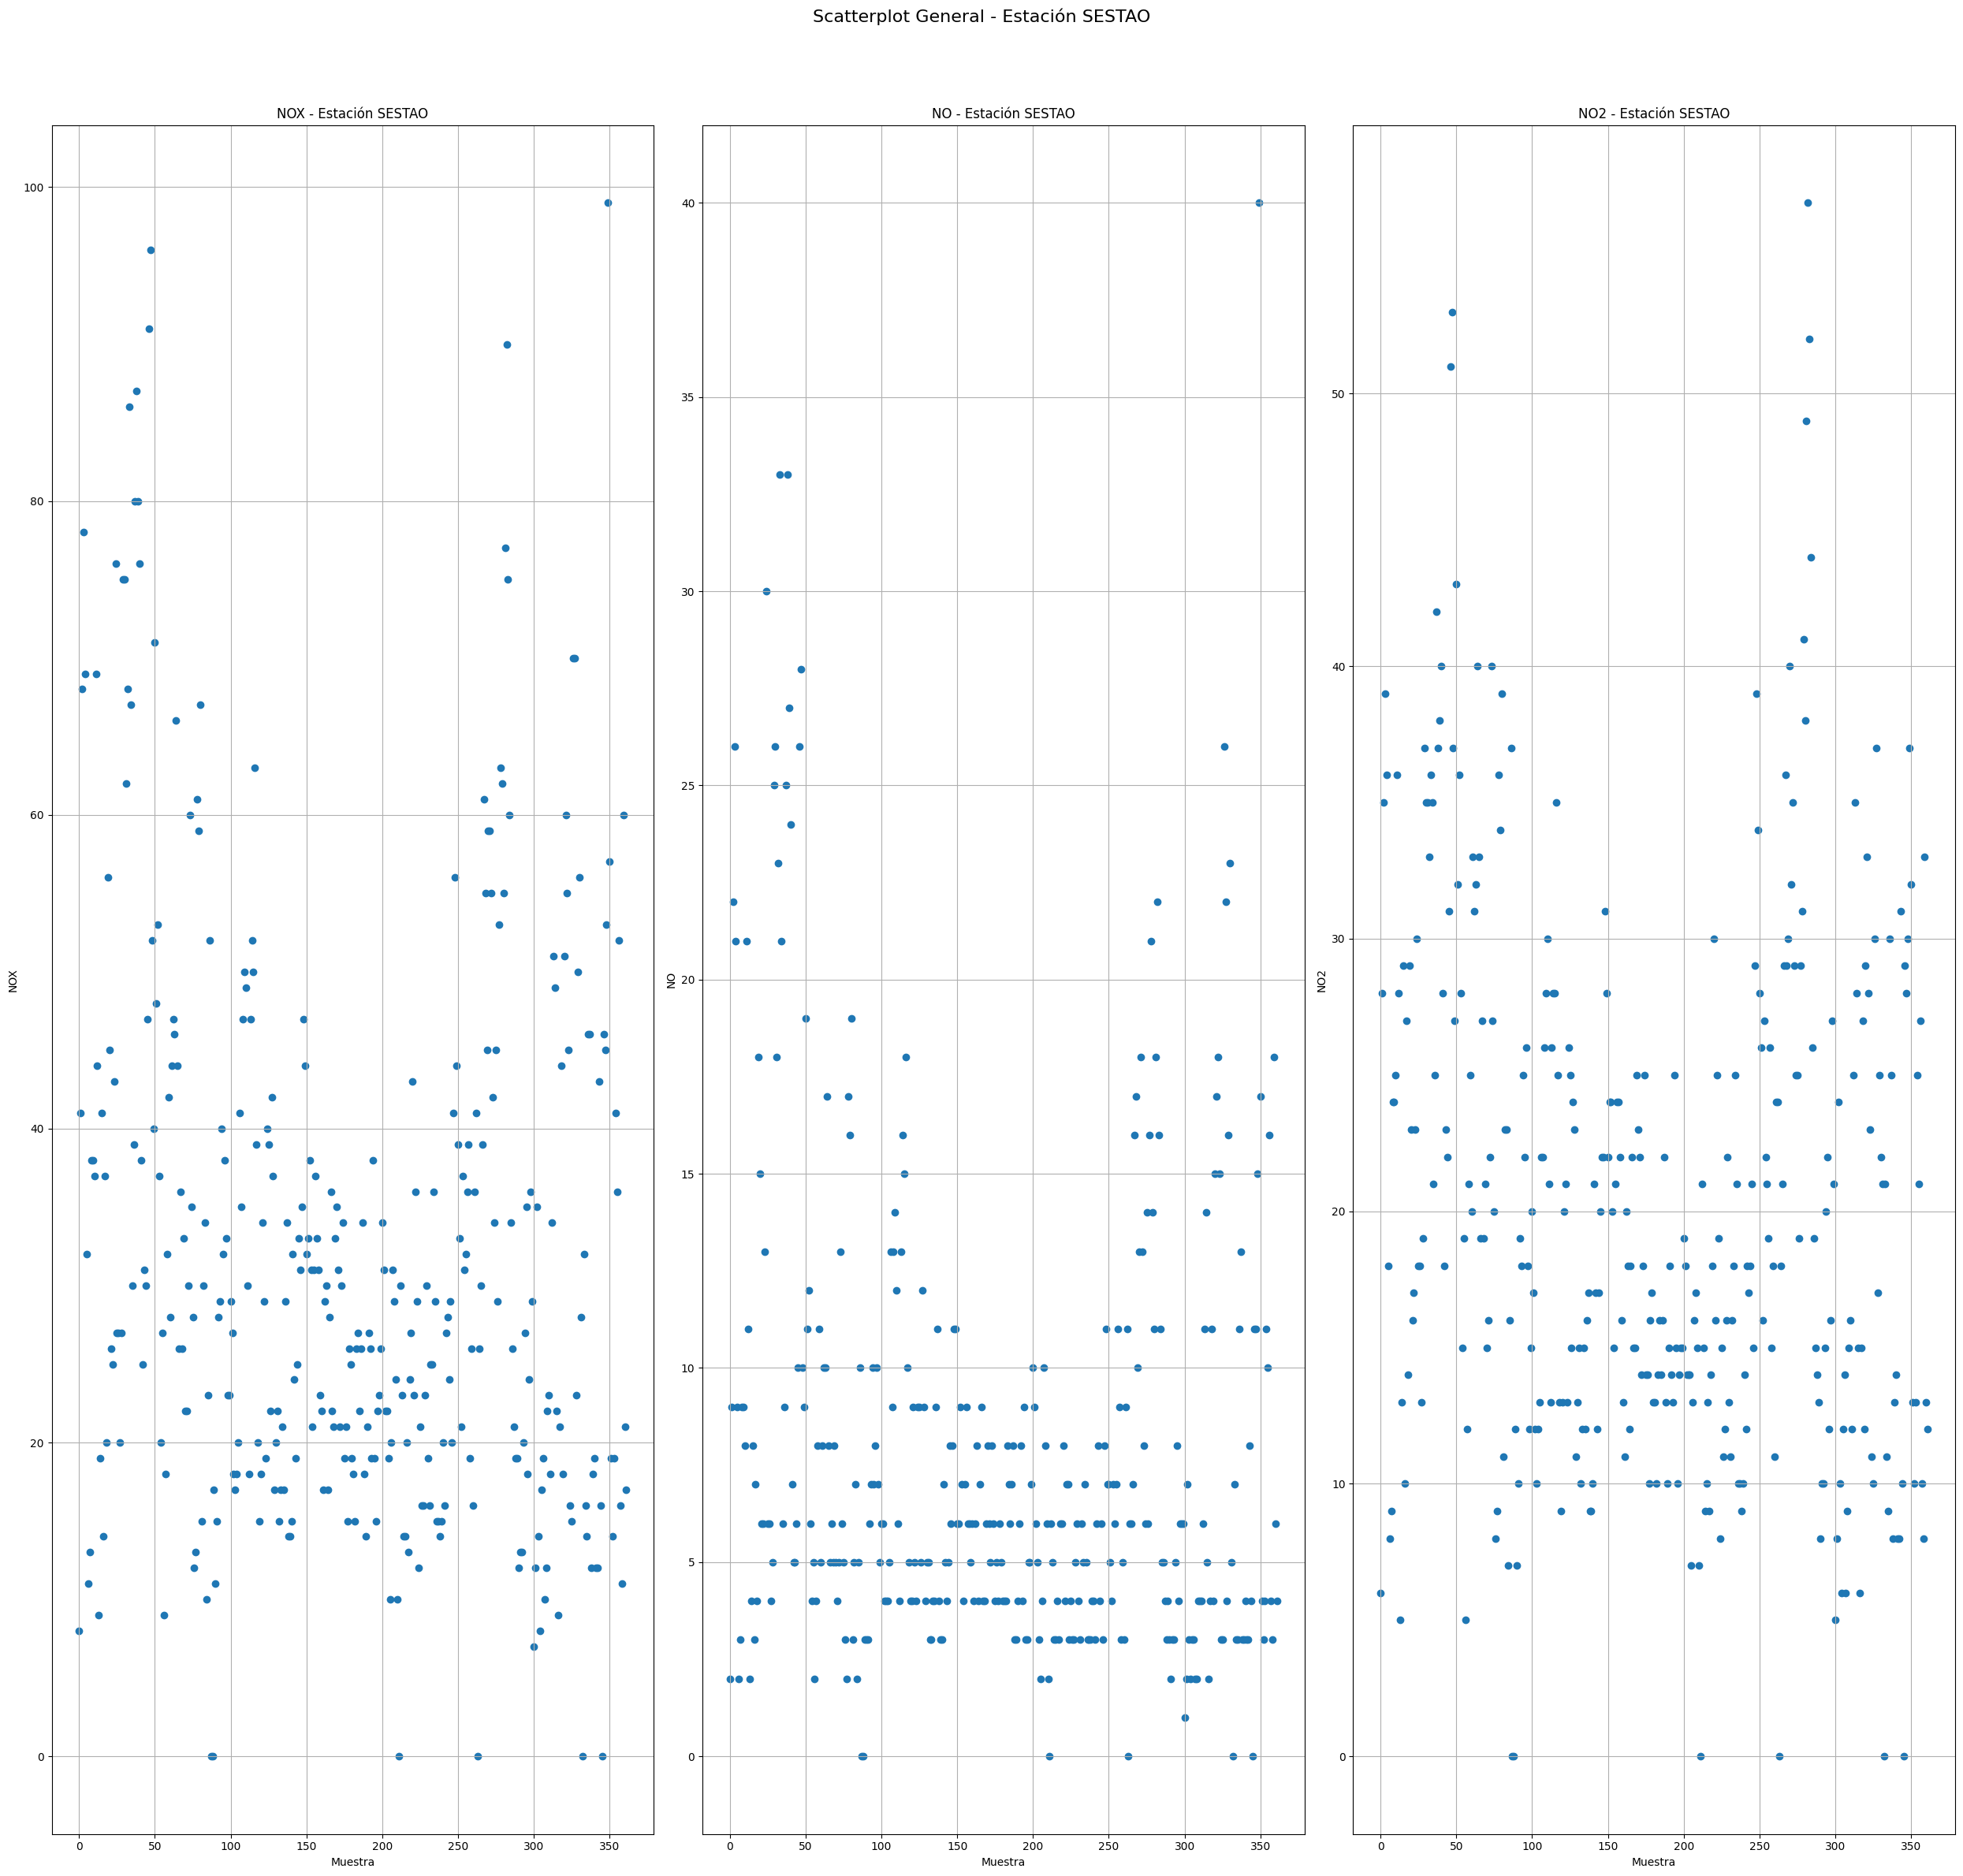 Scatterplot General - Estación SESTAO
NOX - Estación SESTAO
100
80
60
40
20
0
NOX
0 50 100 150 200 250 300 350
Muestra
NO - Estación SESTAO
40
35
30
25
20
15
10
5
0
NO
0 50 100 150 200 250 300 350
Muestra
NO2 - Estación SESTAO
50
40
30
20
10
0
NO2
0 50 100 150 200 250 300 350
Muestra